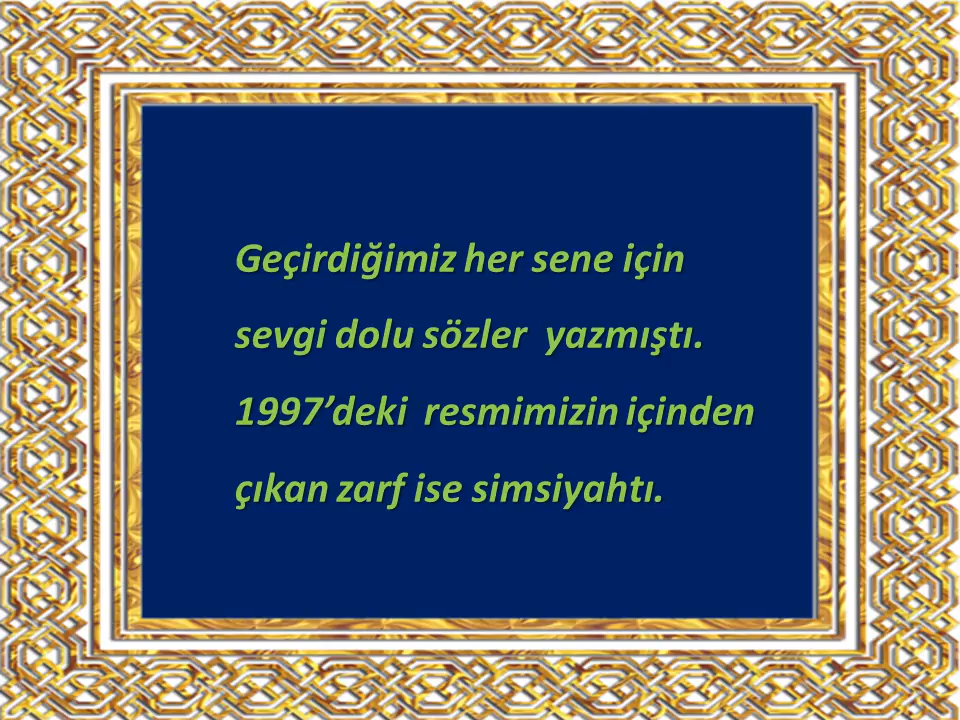 Geçirdiğimiz her sene için
sevgi dolu sözler yazmıştı.
1997’deki resmimizin içinden
çıkan zarf ise simsiyahtı.